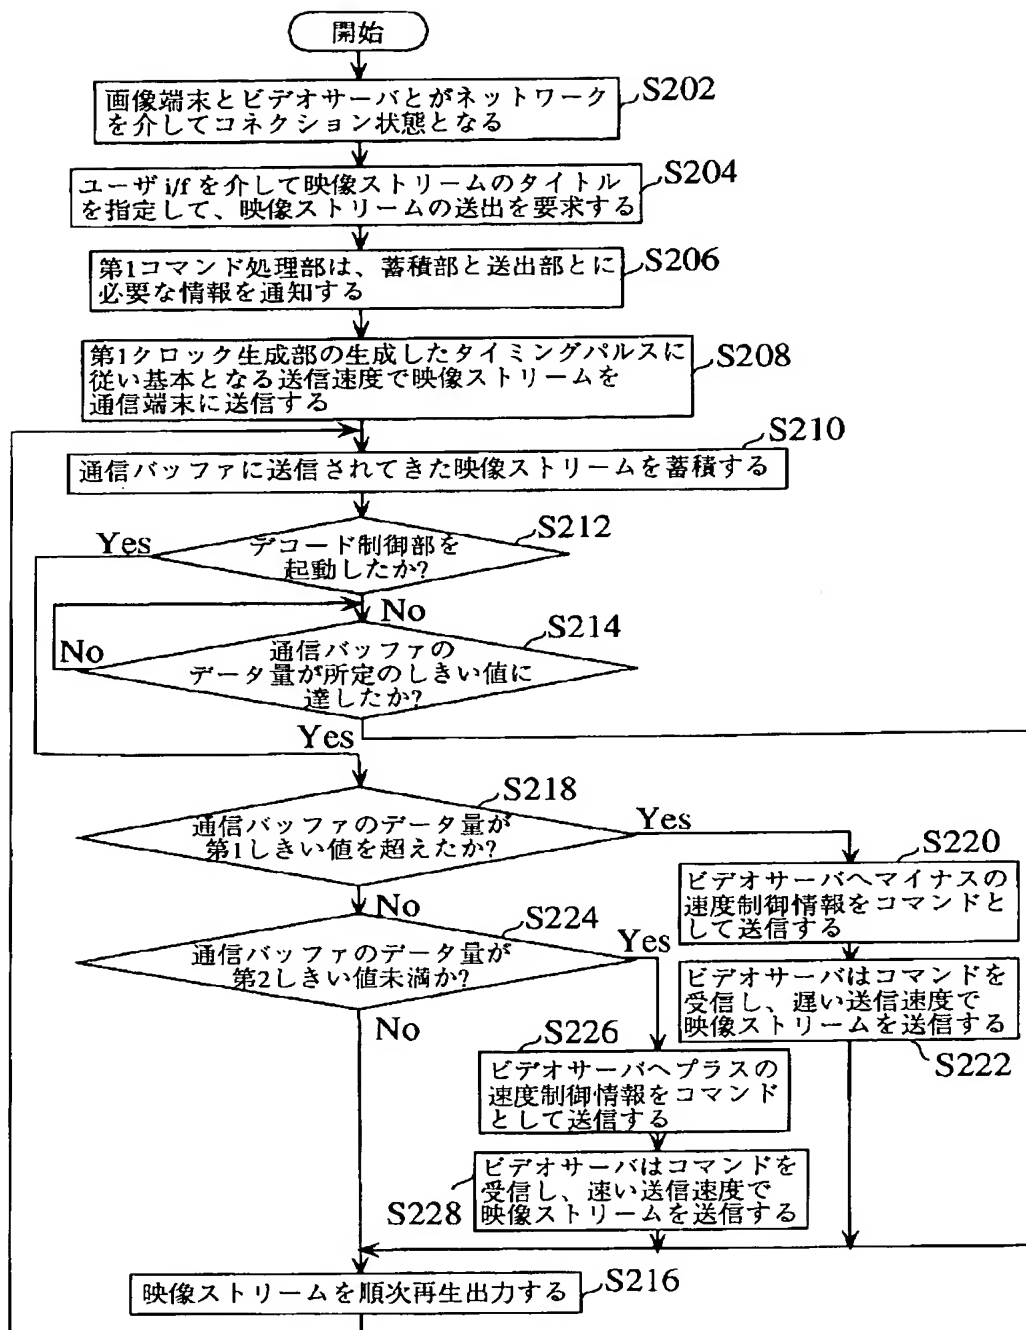 開始
画像端末とビデオサーバとがネットワーク
を介してコネクション状態となる
S202
ユーザ i/f を介して映像ストリームのタイトル
を指定して、映像ストリームの送出を要求する
S204
第1コマンド処理部は、蓄積部と送出部とに
必要な情報を通知する
S206
第1クロック生成部の生成したタイミングパルスに
従い基本となる送信速度で映像ストリームを
通信端末に送信する
S208
S210
通信バッファに送信されてきた映像ストリームを蓄積する
S212
Yes
デコード制御部を
起動したか?
No
S214
No
通信バッファの
データ量が所定のしきい値に
達したか?
Yes
S218
通信バッファのデータ量が
第1しきい値を超えたか?
Yes
S220
ビデオサーバへマイナスの
速度制御情報をコマンドと
して送信する
No
S224
通信バッファのデータ量が
第2しきい値未満か?
Yes
ビデオサーバはコマンドを
受信し、遅い送信速度で
映像ストリームを送信する
S222
No
S226
ビデオサーバへプラスの
速度制御情報をコマンド
として送信する
ビデオサーバはコマンドを
受信し、速い送信速度で
映像ストリームを送信する
S228
映像ストリームを順次再生出力する
S216